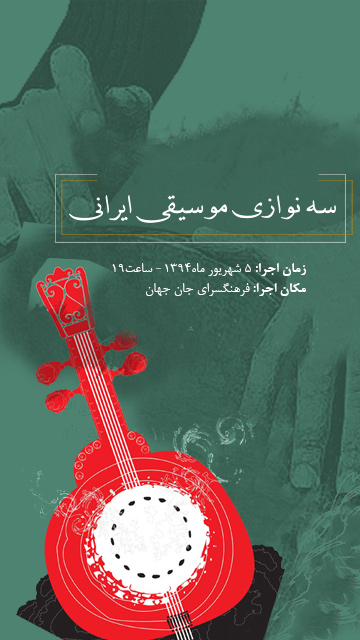 سه نوازی موسیقی ایرانی
زمان اجرا: ۵ شهریور ماه۱۳۹۴ - ساعت۱۹
مکان اجرا: فرهنگسرای جان جهان